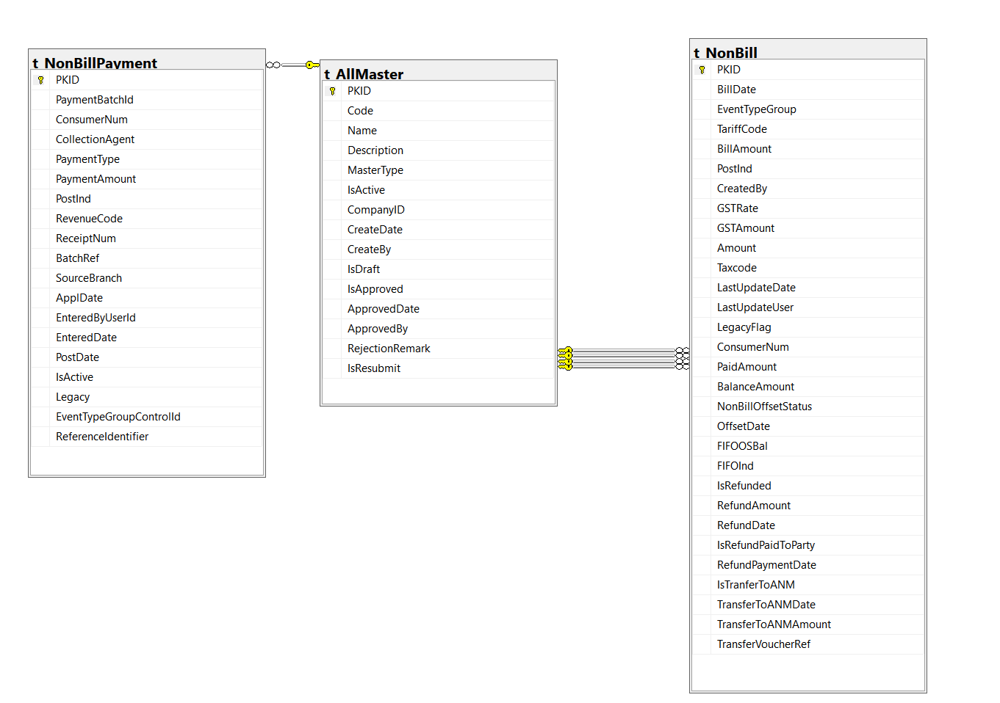 t_NonBillPayment
PKID
PaymentBatchId
ConsumerNum
CollectionAgent
PaymentType
PaymentAmount
PostInd
RevenueCode
ReceiptNum
BatchRef
SourceBranch
ApplDate
EnteredByUserId
EnteredDate
PostDate
IsActive
Legacy
EventTypeGroupControlId
ReferenceIdentifier
t_AllMaster
PKID
Code
Name
Description
MasterType
IsActive
CompanyID
CreateDate
CreateBy
IsDraft
IsApproved
ApprovedDate
ApprovedBy
RejectionRemark
IsResubmit
t_NonBill
PKID
BillDate
EventTypeGroup
TariffCode
BillAmount
PostInd
CreatedBy
GSTRate
GSTAmount
Amount
Taxcode
LastUpdateDate
LastUpdateUser
LegacyFlag
ConsumerNum
PaidAmount
BalanceAmount
NonBillOffsetStatus
OffsetDate
FIFOOSBal
FIFOInd
IsRefunded
RefundAmount
RefundDate
IsRefundPaidToParty
RefundPaymentDate
IsTranferToANM
TransferToANMDate
TransferToANMAmount
TransferVoucherRef